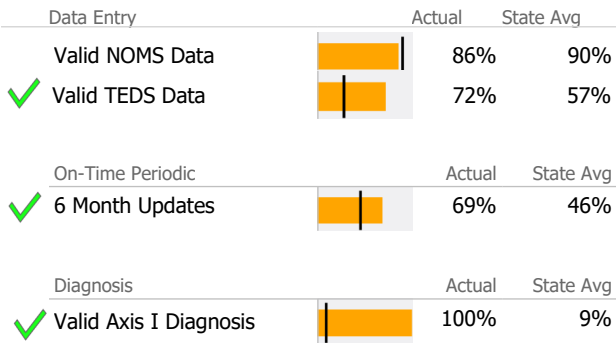 Data Entry Actual State Avg
Valid NOMS Data 86% 90%
Valid TEDS Data 72% 57%
On-Time Periodic Actual State Avg
6 Month Updates 69% 46%
Diagnosis Actual State Avg
Valid Axis I Diagnosis 100% 9%